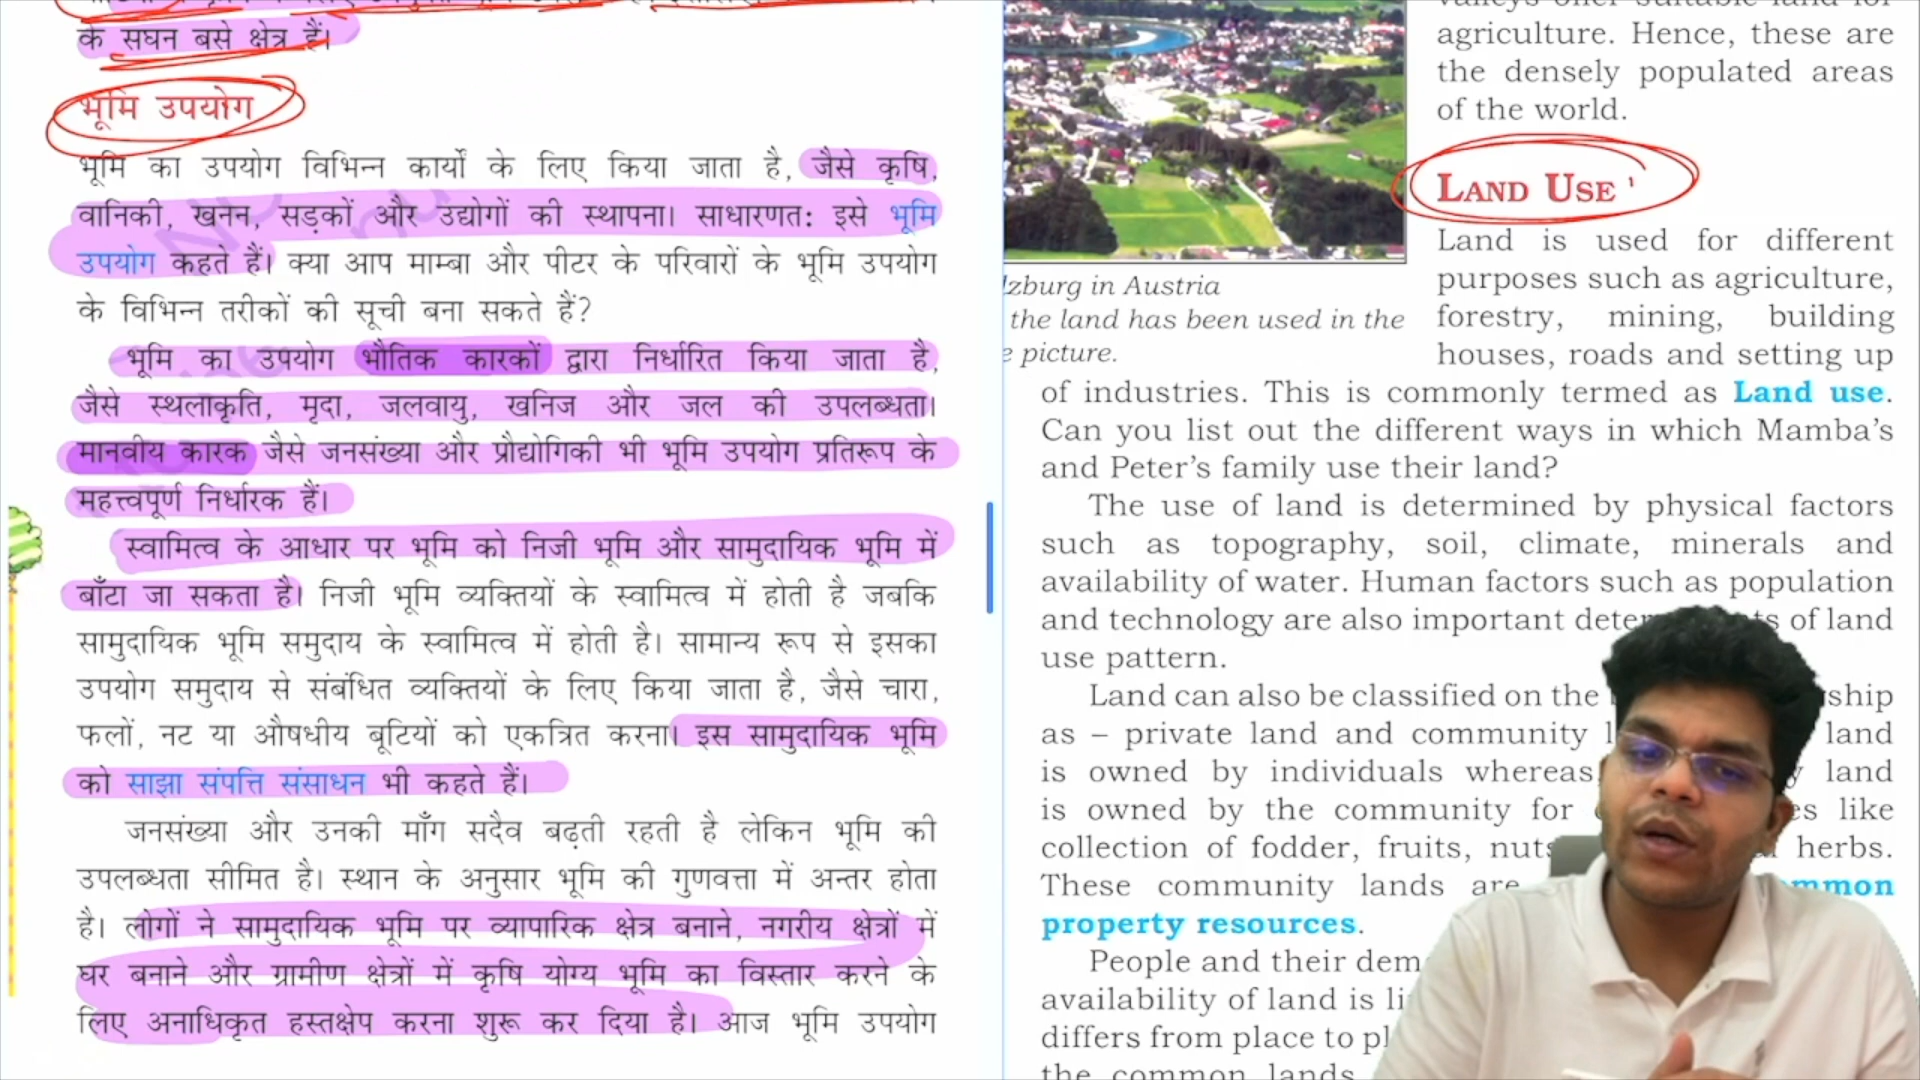 के सघन बसे क्षेत्र हैं।
भूमि उपयोग
भूमि का उपयोग विभिन्न कार्यों के लिए किया जाता है, जैसे कृषि,
वानिकी, खनन, सड़कों और उद्योगों की स्थापना। साधारणत: इसे भूमि
उपयोग कहते हैं। क्या आप माम्बा और पीटर के परिवारों के भूमि उपयोग
के विभिन्न तरीकों की सूची बना सकते हैं?
भूमि का उपयोग भौतिक कारकों द्वारा निर्धारित किया जाता है,
जैसे स्थलाकृति, मृदा, जलवायु, खनिज और जल की उपलब्धता।
मानवीय कारक जैसे जनसंख्या और प्रौद्योगिकी भी भूमि उपयोग प्रतिरूप के
महत्त्वपूर्ण निर्धारक हैं।
स्वामित्व के आधार पर भूमि को निजी भूमि और सामुदायिक भूमि में
बाँटा जा सकता है। निजी भूमि व्यक्तियों के स्वामित्व में होती है जबकि
सामुदायिक भूमि समुदाय के स्वामित्व में होती है। सामान्य रूप से इसका
उपयोग समुदाय से संबंधित व्यक्तियों के लिए किया जाता है, जैसे चारा,
फलों, नट या औषधीय बूटियों को एकत्रित करना। इस सामुदायिक भूमि
को साझा संपत्ति संसाधन भी कहते हैं।
जनसंख्या और उनकी माँग सदैव बढ़ती रहती है लेकिन भूमि की
उपलब्धता सीमित है। स्थान के अनुसार भूमि की गुणवत्ता में अन्तर होता
है। लोगों ने सामुदायिक भूमि पर व्यापारिक क्षेत्र बनाने, नगरीय क्षेत्रों में
घर बनाने और ग्रामीण क्षेत्रों में कृषि योग्य भूमि का विस्तार करने के
लिए अनाधिकृत हस्तक्षेप करना शुरू कर दिया है। आज भूमि उपयोग
zburg in Austria
the land has been used in the
picture.
agriculture. Hence, these are
the densely populated areas
of the world.
LAND USE
Land is used for different
purposes such as agriculture,
forestry, mining, building
houses, roads and setting up
of industries. This is commonly termed as Land use.
Can you list out the different ways in which Mamba's
and Peter's family use their land?
The use of land is determined by physical factors
such as topography, soil, climate, minerals and
availability of water. Human factors such as population
and technology are also important deter s of land
use pattern.
Land can also be classified on the ship
as – private land and community l land
is owned by individuals whereas land
is owned by the community for es like
collection of fodder, fruits, nuts herbs.
These community lands are mmon
property resources.
People and their dem
availability of land is li
differs from place to pl
the common lands